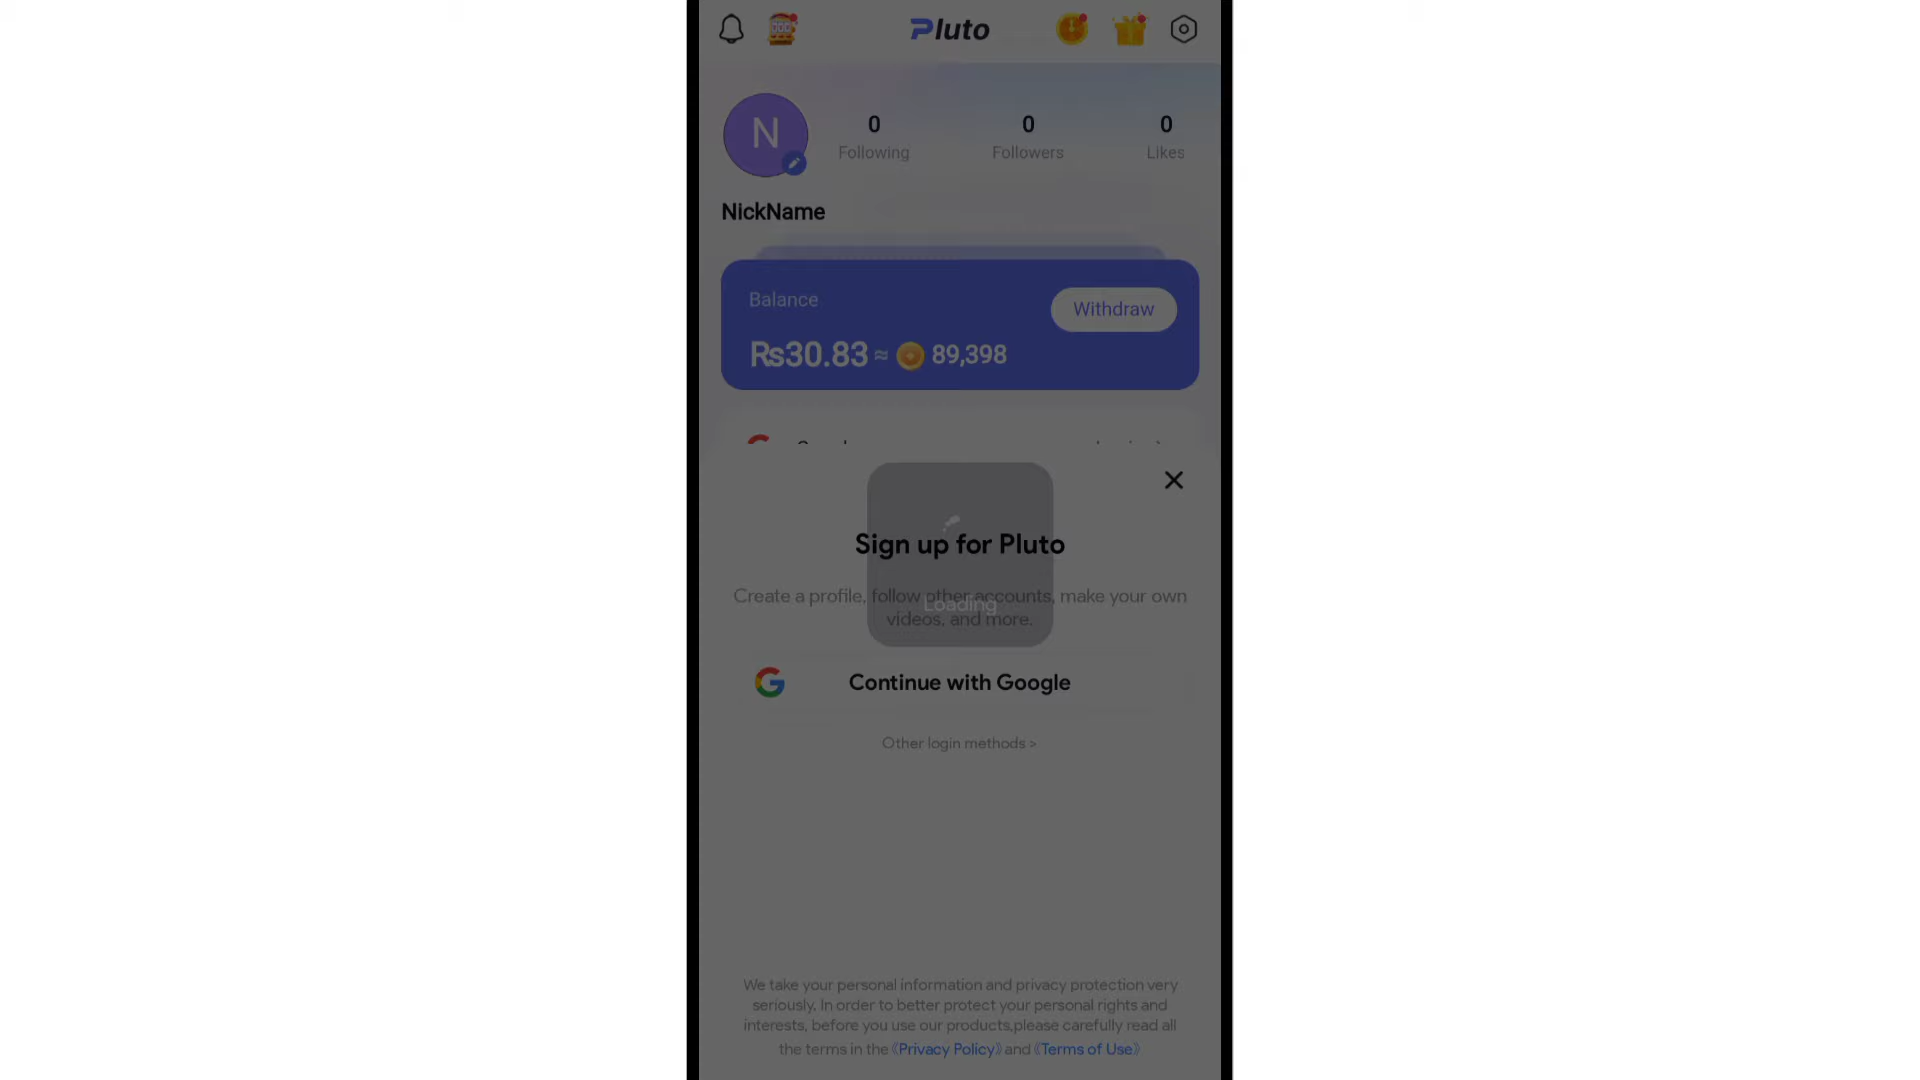 Pluto
N
0 0 0
Following Followers Likes
NickName
Balance
Withdraw
Rs30.83 ≈ 89,398
Sign up for Pluto
Create a profile, follow other accounts, make your own
videos, and more.
Loading
Continue with Google
Other login methods >
We take your personal information and privacy protection very
seriously. In order to better protect your personal rights and
interests, before you use our products,please carefully read all
the terms in the《Privacy Policy》and《Terms of Use》